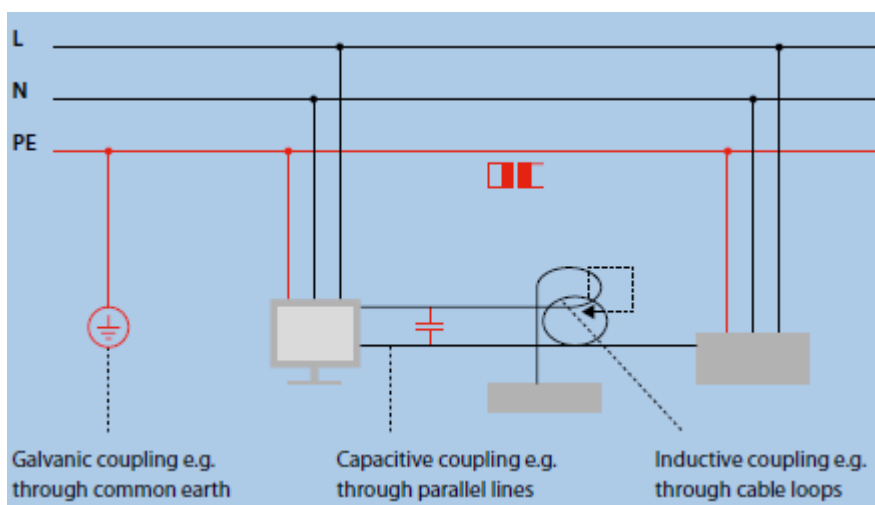 L
N
PE
Galvanic coupling e.g.
through common earth
Capacitive coupling e.g.
through parallel lines
Inductive coupling e.g.
through cable loops